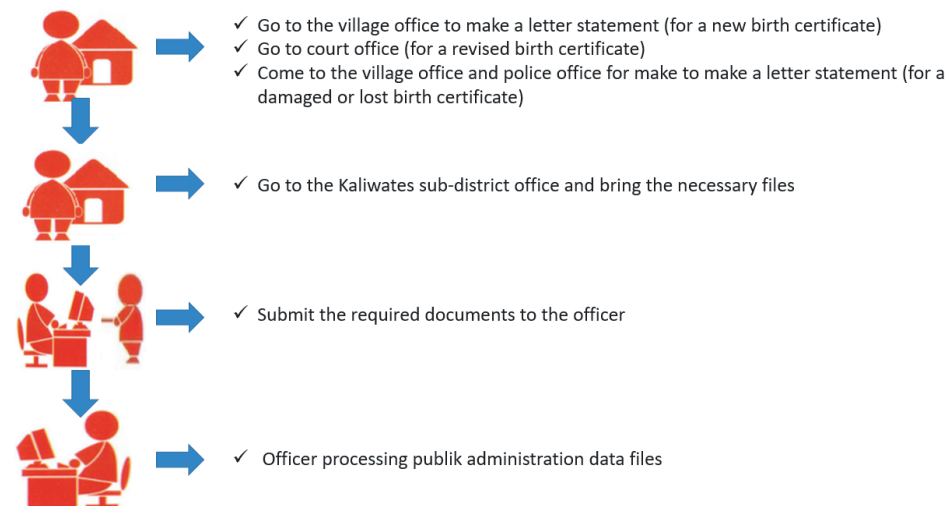 ✓ Go to the village office to make a letter statement (for a new birth certificate)
✓ Go to court office (for a revised birth certificate)
✓ Come to the village office and police office for make to make a letter statement (for a
damaged or lost birth certificate)
✓ Go to the Kaliwates sub-district office and bring the necessary files
✓ Submit the required documents to the officer
✓ Officer processing publik administration data files